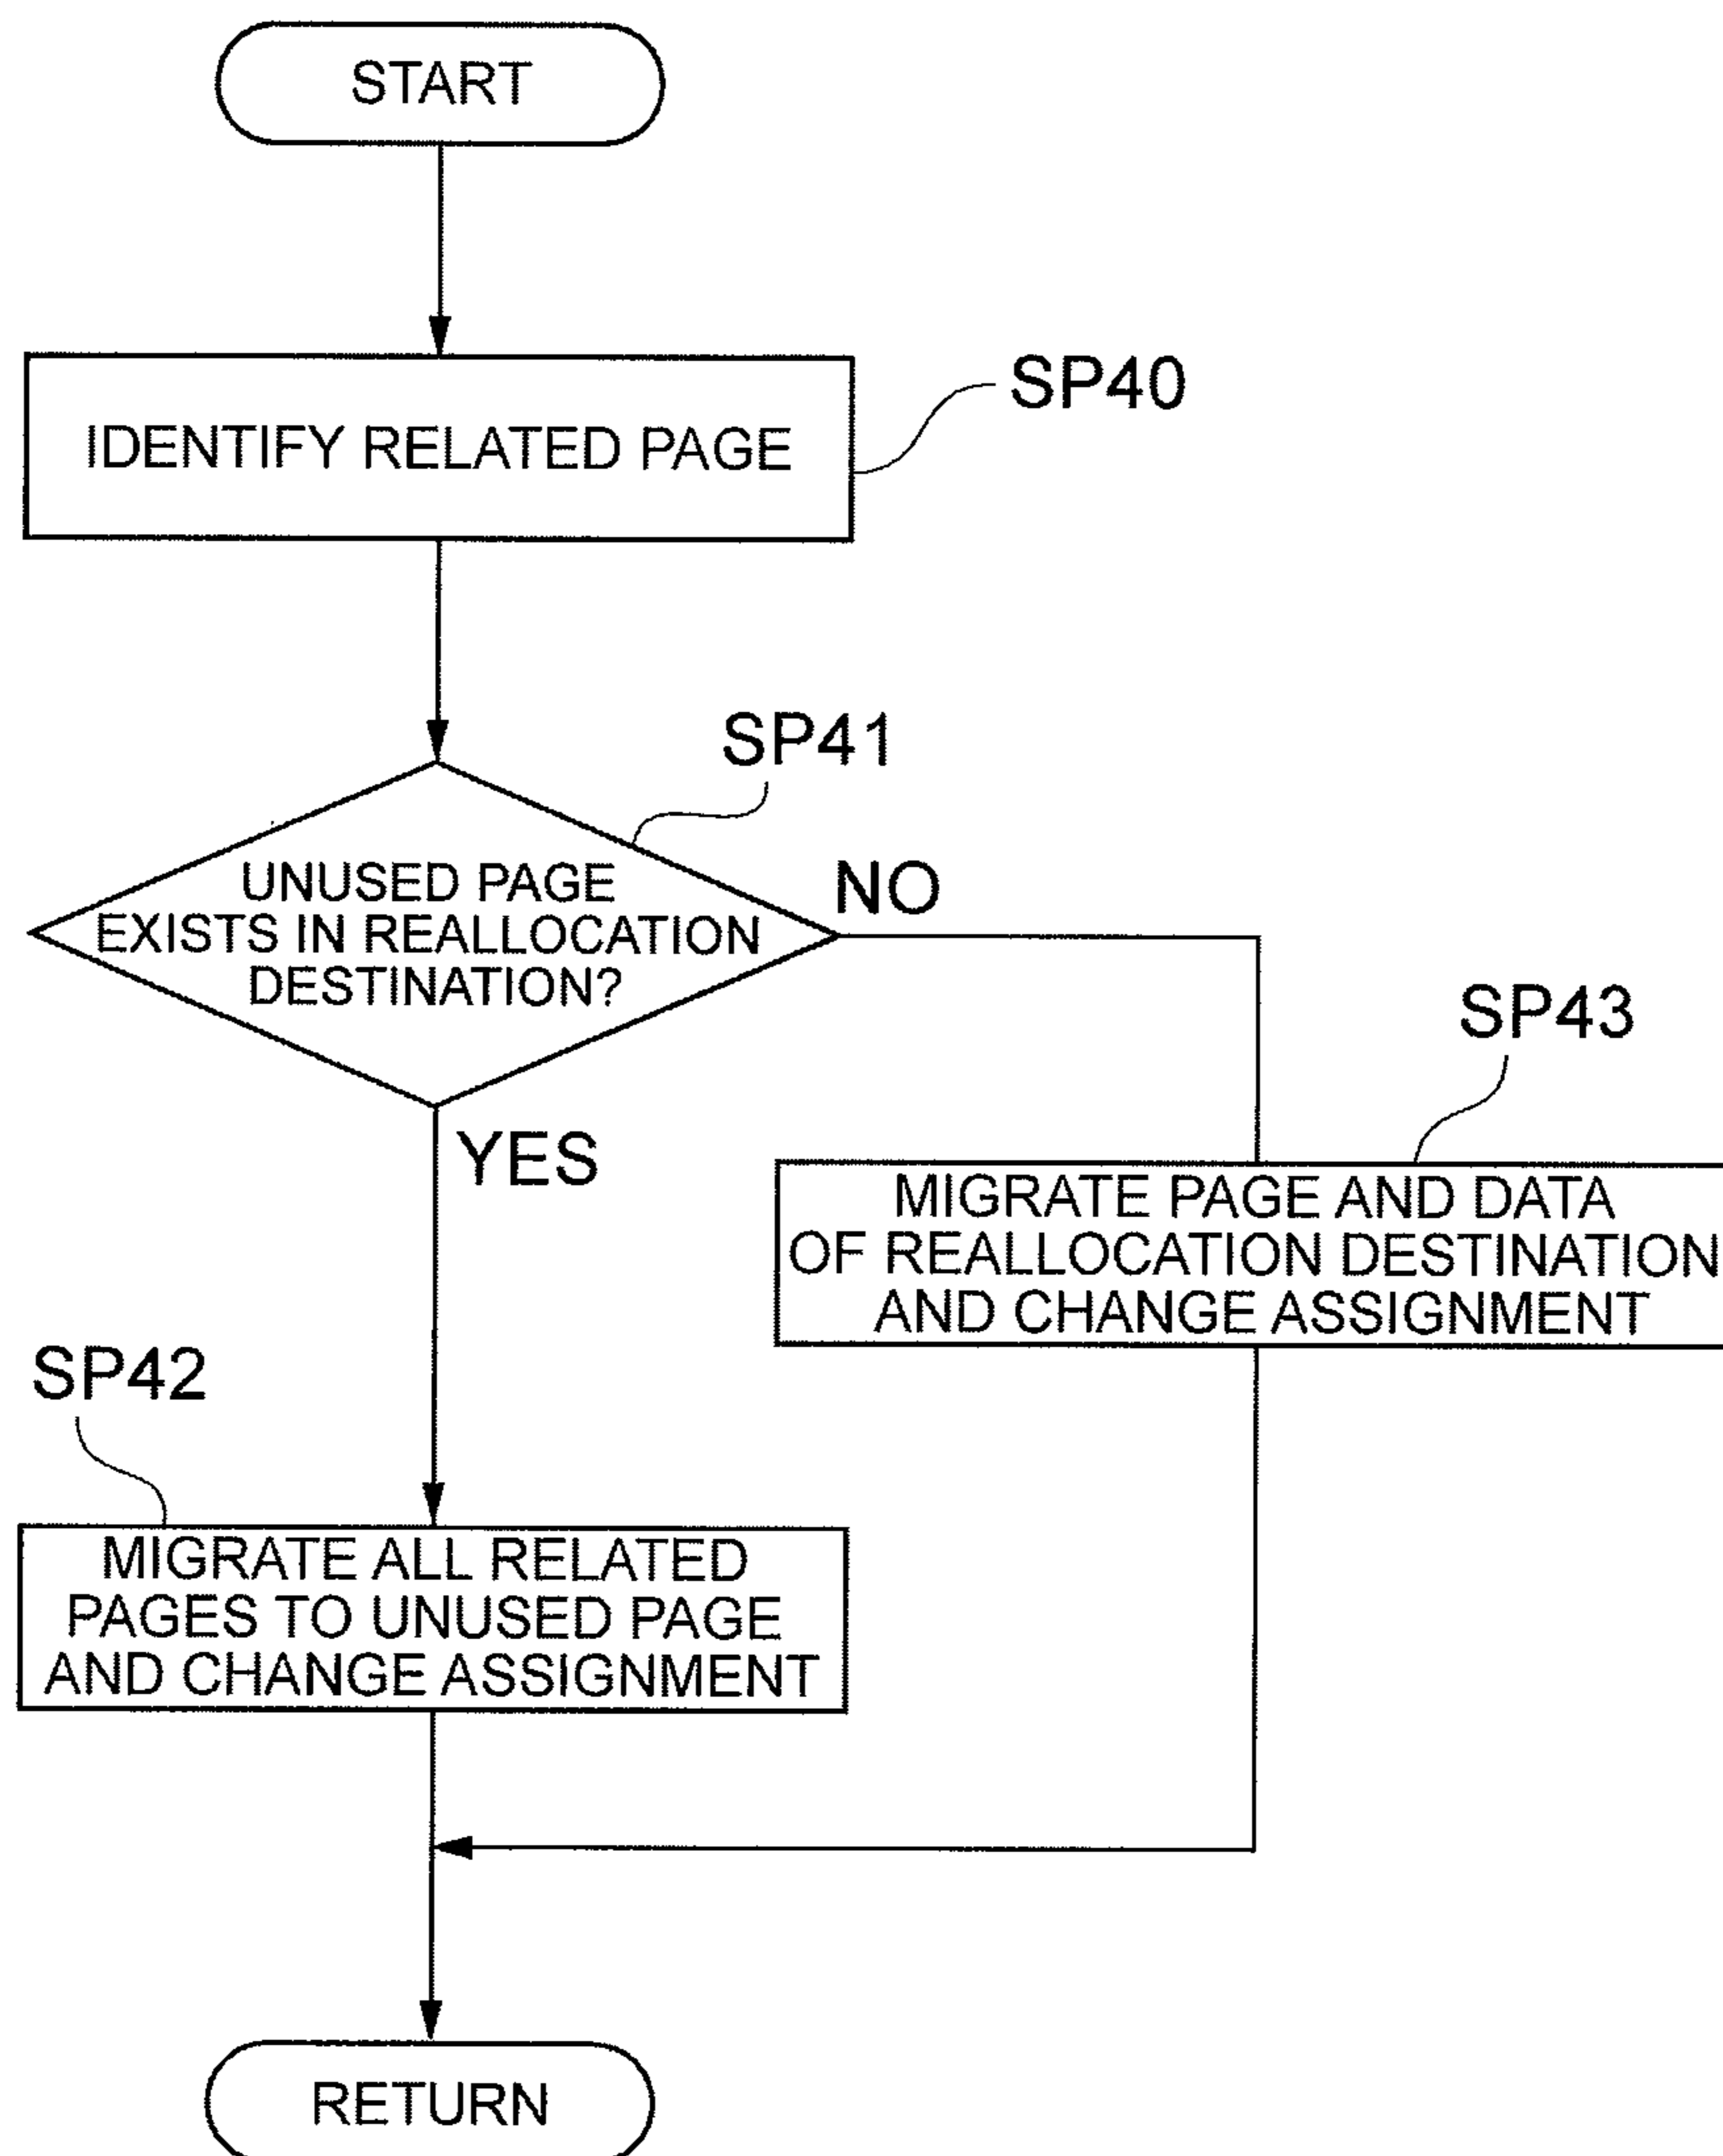 START
IDENTIFY RELATED PAGE
SP40
SP41
UNUSED PAGE
EXISTS IN REALLOCATION
DESTINATION?
NO
YES
SP43
MIGRATE PAGE AND DATA
OF REALLOCATION DESTINATION
AND CHANGE ASSIGNMENT
SP42
MIGRATE ALL RELATED
PAGES TO UNUSED PAGE
AND CHANGE ASSIGNMENT
RETURN